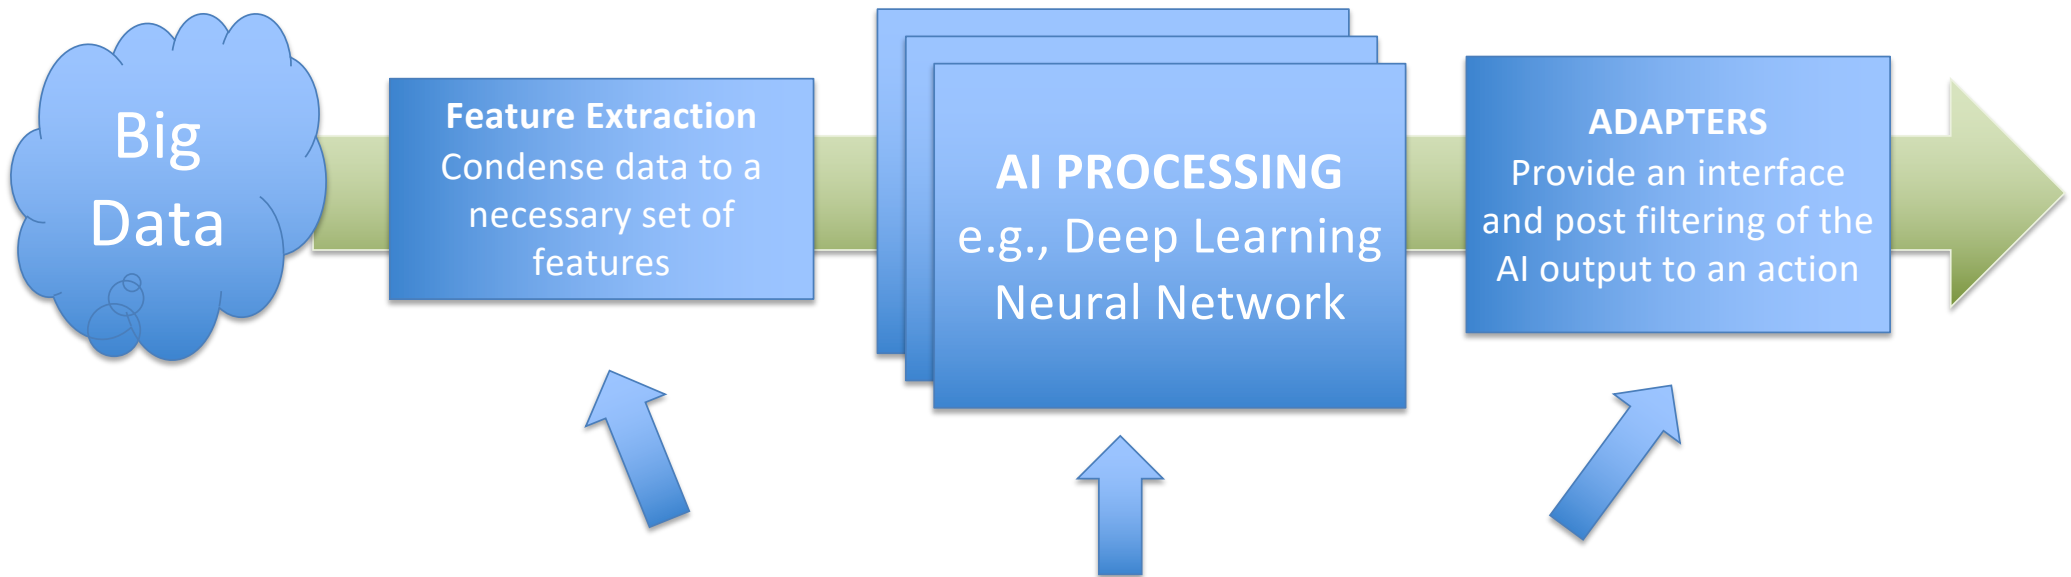 Big
Data
Feature Extraction
Condense data to a
necessary set of
features
AI PROCESSING
e.g., Deep Learning
Neural Network
ADAPTERS
Provide an interface
and post filtering of the
AI output to an action